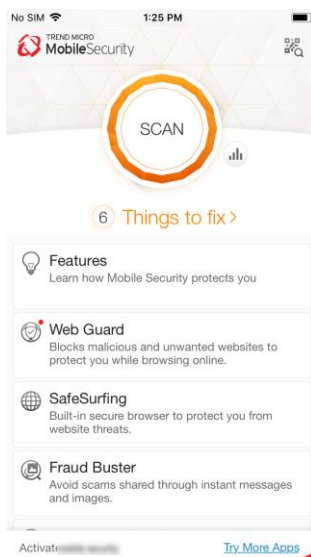 No SIM 1:25 PM
TREND MICRO
MobileSecurity
SCAN
6 Things to fix >
Features
Learn how Mobile Security protects you
Web Guard
Blocks malicious and unwanted websites to
protect you while browsing online.
SafeSurfing
Built-in secure browser to protect you from
website threats.
Fraud Buster
Avoid scams shared through instant messages
and images.
Activate Try More Apps